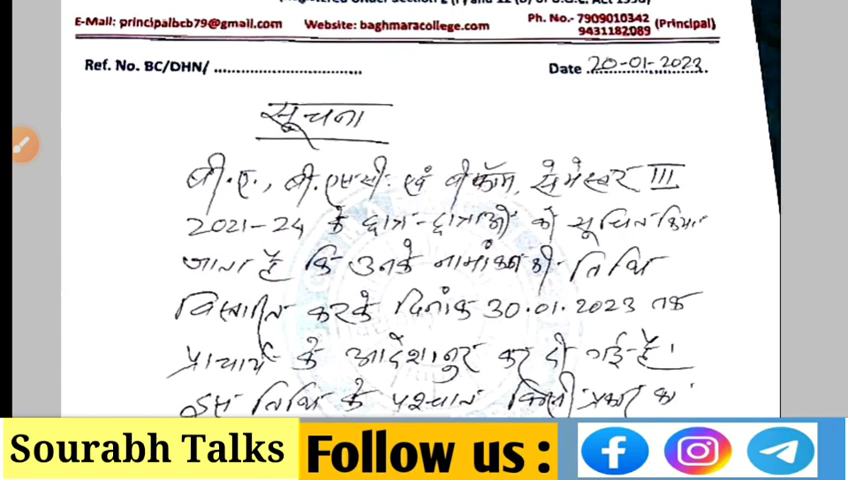 E-Mail: principalbcb79@gmail.com Website: baghmaracollege.com Ph. No.- 7909010342 (Principal)
9431182089
Ref. No. BC/DHN/ ....................................
Date 20-01-2023
सूचना
बी.ए., बी.एससी. एवं बीकॉम, सेमेस्टर III
2021-24 के छात्र-छात्राओं को सूचित किया
जाता है कि उनके नामांकन की तिथि
विस्तारित करके दिनांक 30.01.2023 तक
प्राचार्य के आदेशानुसार कर दी गई है।
इस तिथि के पश्चात किसी प्रकार का
Sourabh Talks
Follow us :